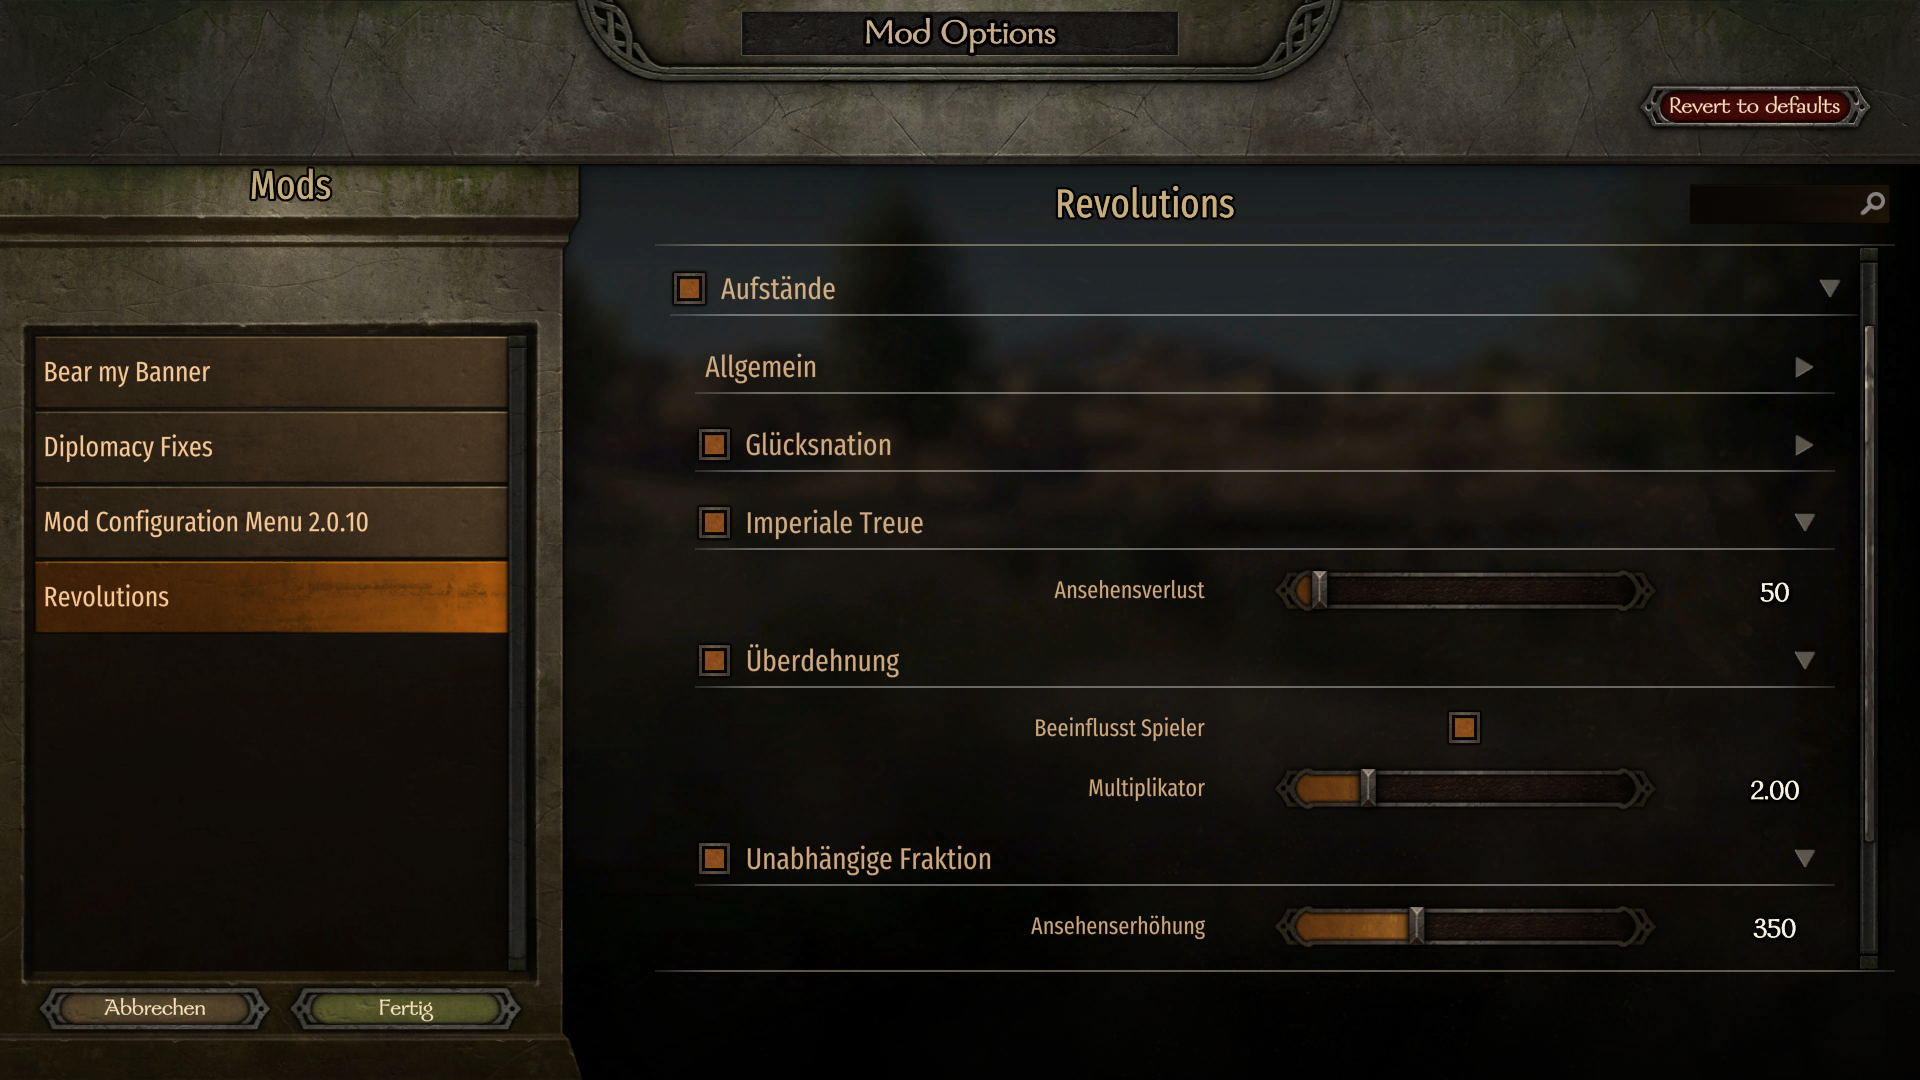 Mod Options
Revert to defaults
Mods
Bear my Banner
Diplomacy Fixes
Mod Configuration Menu 2.0.10
Revolutions
Abbrechen
Fertig
Revolutions
Aufstände
Allgemein
Glücksnation
Imperiale Treue
Ansehensverlust 50
Überdehnung
Beeinflusst Spieler
Multiplikator 2.00
Unabhängige Fraktion
Ansehenserhöhung 350